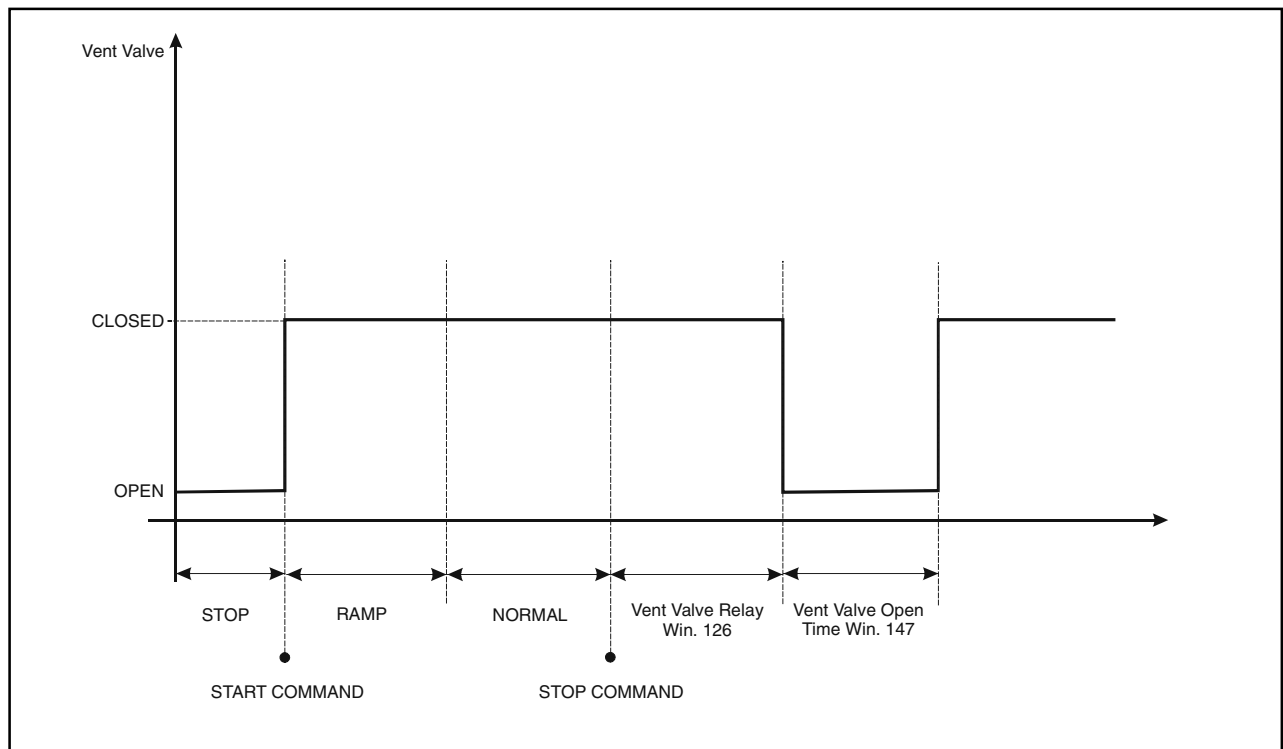 Vent Valve
CLOSED
OPEN
STOP
RAMP
NORMAL
Vent Valve Relay
Win. 126
Vent Valve Open
Time Win. 147
START COMMAND
STOP COMMAND